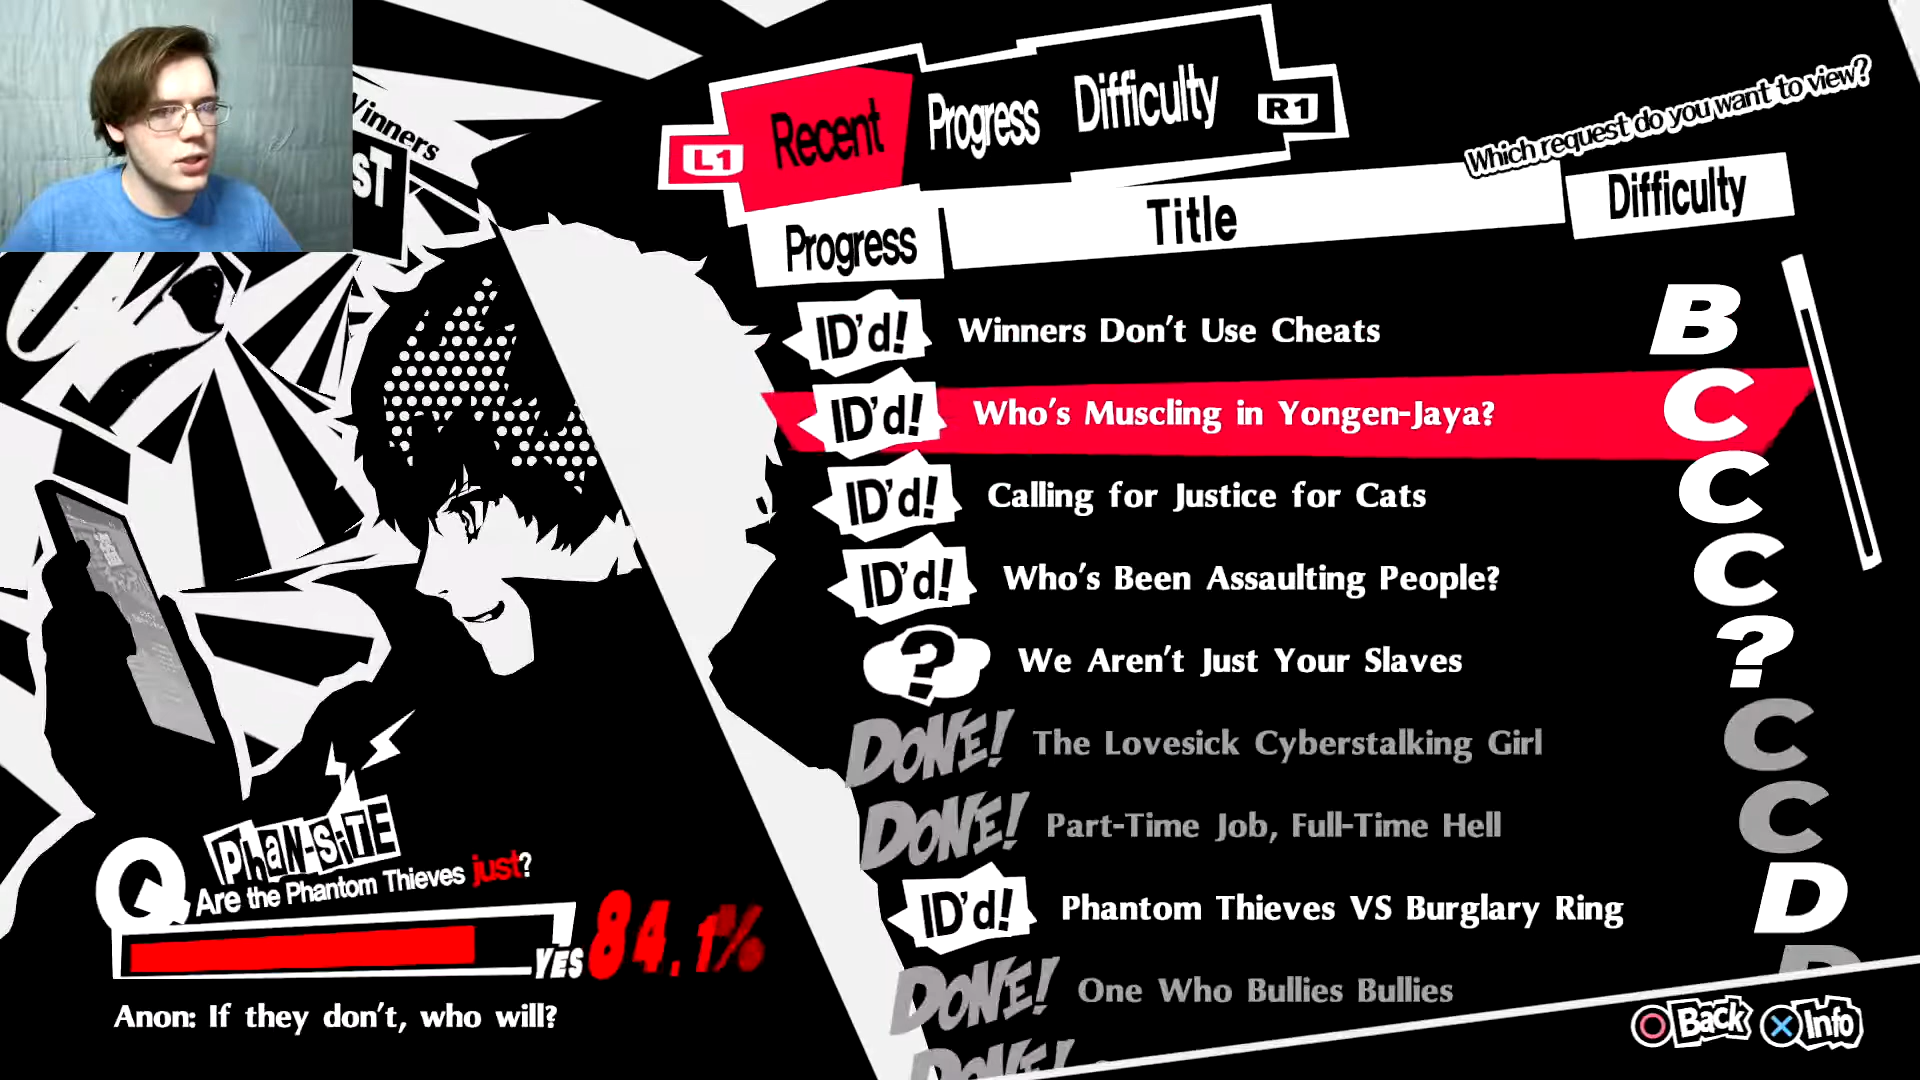 Winners
ST
L1
Recent
Progress
Difficulty
R1
Which request do you want to view?
Progress
Title
Difficulty
ID'd!
Winners Don't Use Cheats
B
ID'd!
Who's Muscling in Yongen-Jaya?
C
ID'd!
Calling for Justice for Cats
C
ID'd!
Who's Been Assaulting People?
C
?
We Aren't Just Your Slaves
?
DONE!
The Lovesick Cyberstalking Girl
C
DONE!
Part-Time Job, Full-Time Hell
C
ID'd!
Phantom Thieves VS Burglary Ring
D
DONE!
One Who Bullies Bullies
DONE!
PhaN-SiTE
Q Are the Phantom Thieves just?
YES 84.1%
Anon: If they don't, who will?
Back
Info